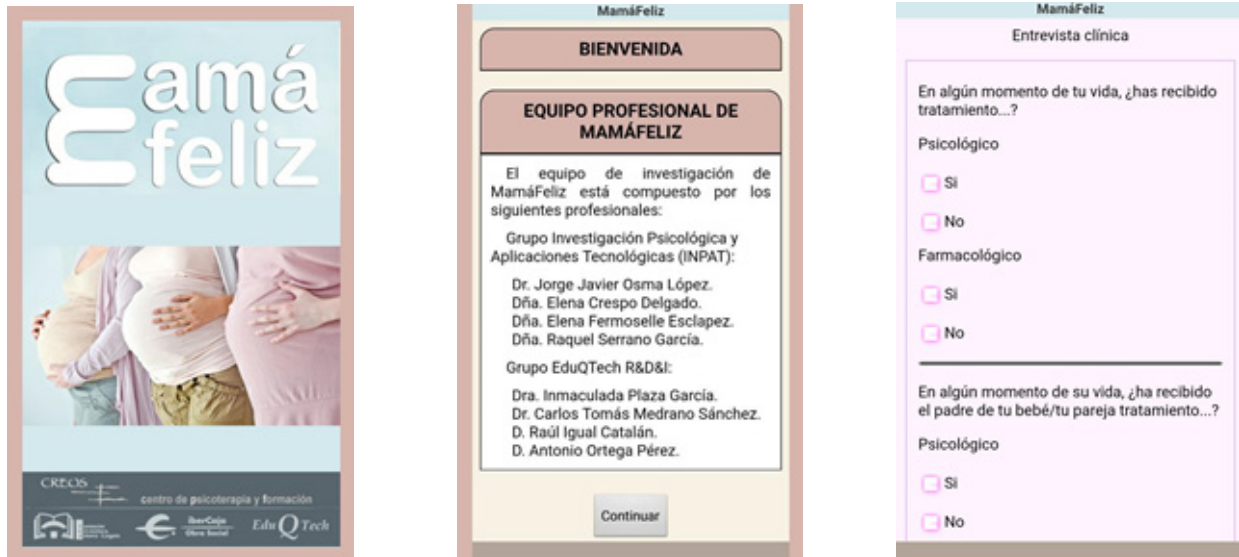 mamá
feliz
CREOS
centro de psicoterapia y formación
iberCaja
Obra Social
EduQTech
MamáFeliz
BIENVENIDA
EQUIPO PROFESIONAL DE
MAMÁFELIZ
El equipo de investigación de
MamáFeliz está compuesto por los
siguientes profesionales:
Grupo Investigación Psicológica y
Aplicaciones Tecnológicas (INPAT):
Dr. Jorge Javier Osma López.
Dña. Elena Crespo Delgado.
Dña. Elena Fermoselle Esclapez.
Dña. Raquel Serrano García.
Grupo EduQTech R&D&I:
Dra. Inmaculada Plaza García.
Dr. Carlos Tomás Medrano Sánchez.
D. Raúl Igual Catalán.
D. Antonio Ortega Pérez.
Continuar
MamáFeliz
Entrevista clínica
En algún momento de tu vida, ¿has recibido
tratamiento...?
Psicológico
Si
No
Farmacológico
Si
No
En algún momento de su vida, ¿ha recibido
el padre de tu bebé/tu pareja tratamiento...?
Psicológico
Si
No